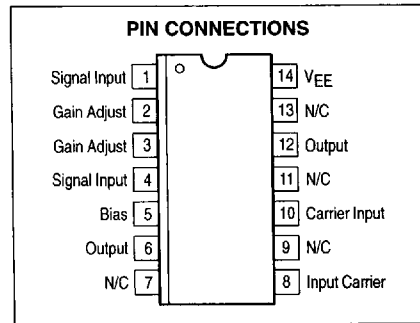 PIN CONNECTIONS
Signal Input 1 14 VEE
Gain Adjust 2 13 N/C
Gain Adjust 3 12 Output
Signal Input 4 11 N/C
Bias 5 10 Carrier Input
Output 6 9 N/C
N/C 7 8 Input Carrier